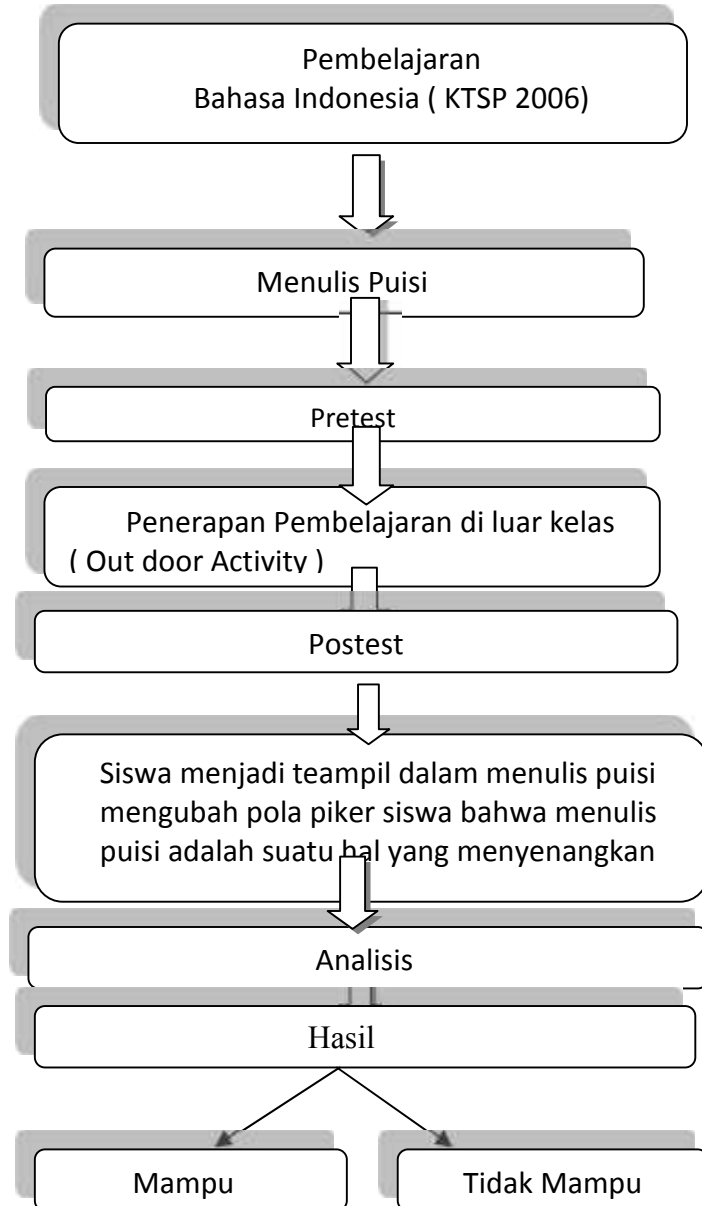 Pembelajaran
Bahasa Indonesia ( KTSP 2006)
Menulis Puisi
Pretest
Penerapan Pembelajaran di luar kelas
( Out door Activity )
Postest
Siswa menjadi teampil dalam menulis puisi
mengubah pola piker siswa bahwa menulis
puisi adalah suatu hal yang menyenangkan
Analisis
Hasil
Mampu
Tidak Mampu